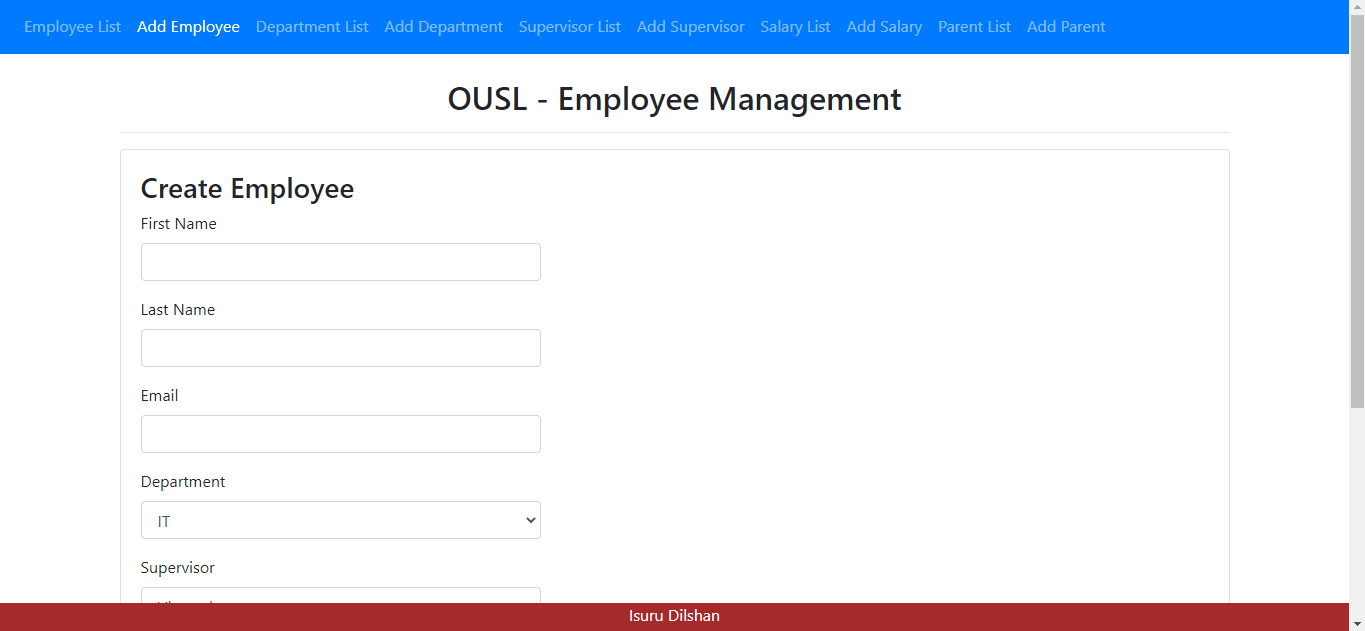 Employee List Add Employee Department List Add Department Supervisor List Add Supervisor Salary List Add Salary Parent List Add Parent
OUSL - Employee Management
Create Employee
First Name
Last Name
Email
Department
IT
Supervisor
Isuru Dilshan